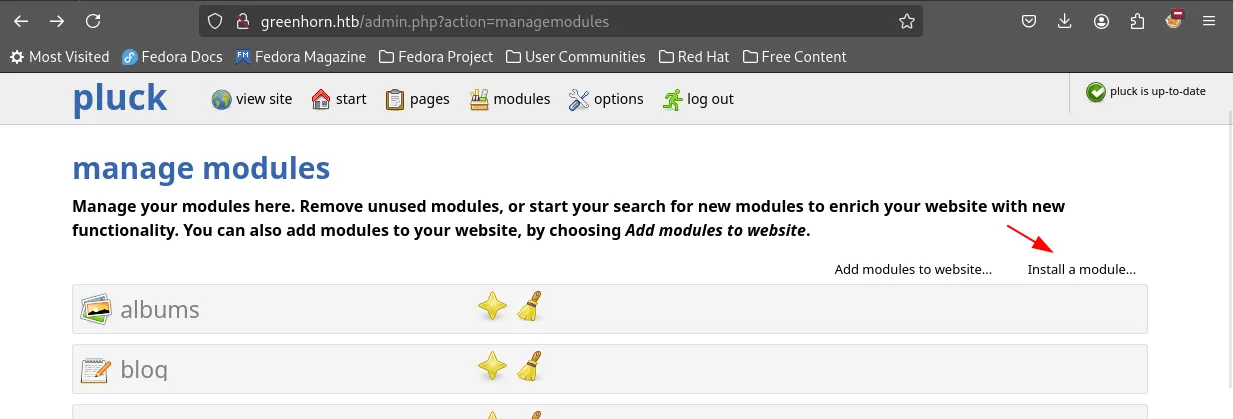 greenhorn.htb/admin.php?action=managemodules
Most Visited Fedora Docs Fedora Magazine Fedora Project User Communities Red Hat Free Content
pluck view site start pages modules options log out pluck is up-to-date
manage modules
Manage your modules here. Remove unused modules, or start your search for new modules to enrich your website with new
functionality. You can also add modules to your website, by choosing Add modules to website.
Add modules to website... Install a module...
albums
blog